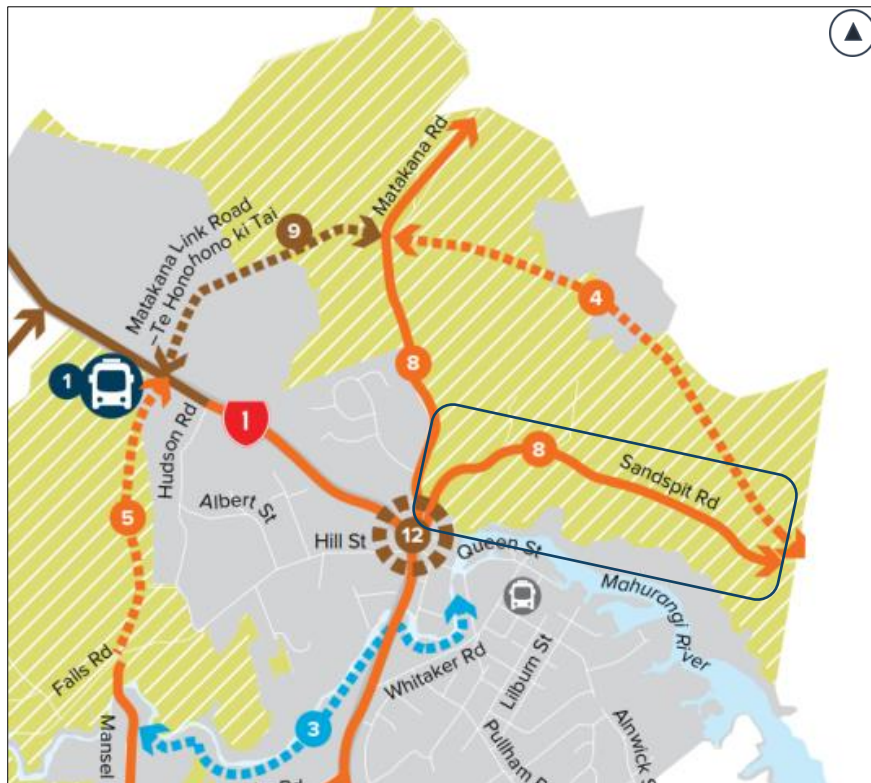 Matakana Rd
9
Matakana Link Road
–Te Honohono ki Tai
4
8
1
1
Hudson Rd
8
Sandspit Rd
5
Albert St
Hill St
12
Queen St
Mahurangi River
Falls Rd
Whitaker Rd
Lilburn St
3
Mansel
Pullham
Alnwick St